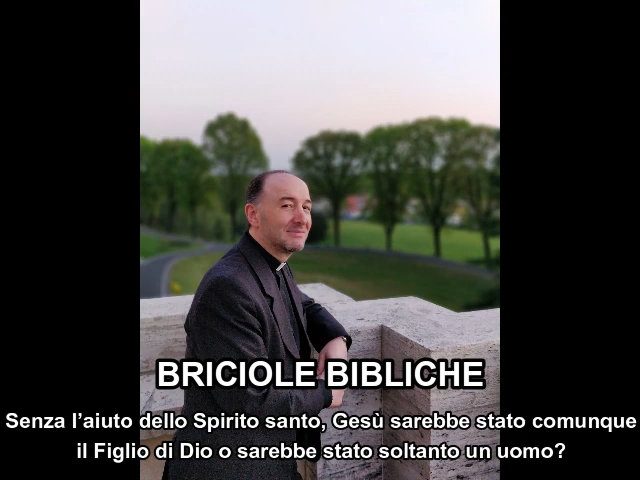 BRICIOLE BIBLICHE
Senza l’aiuto dello Spirito santo, Gesù sarebbe stato comunque
il Figlio di Dio o sarebbe stato soltanto un uomo?